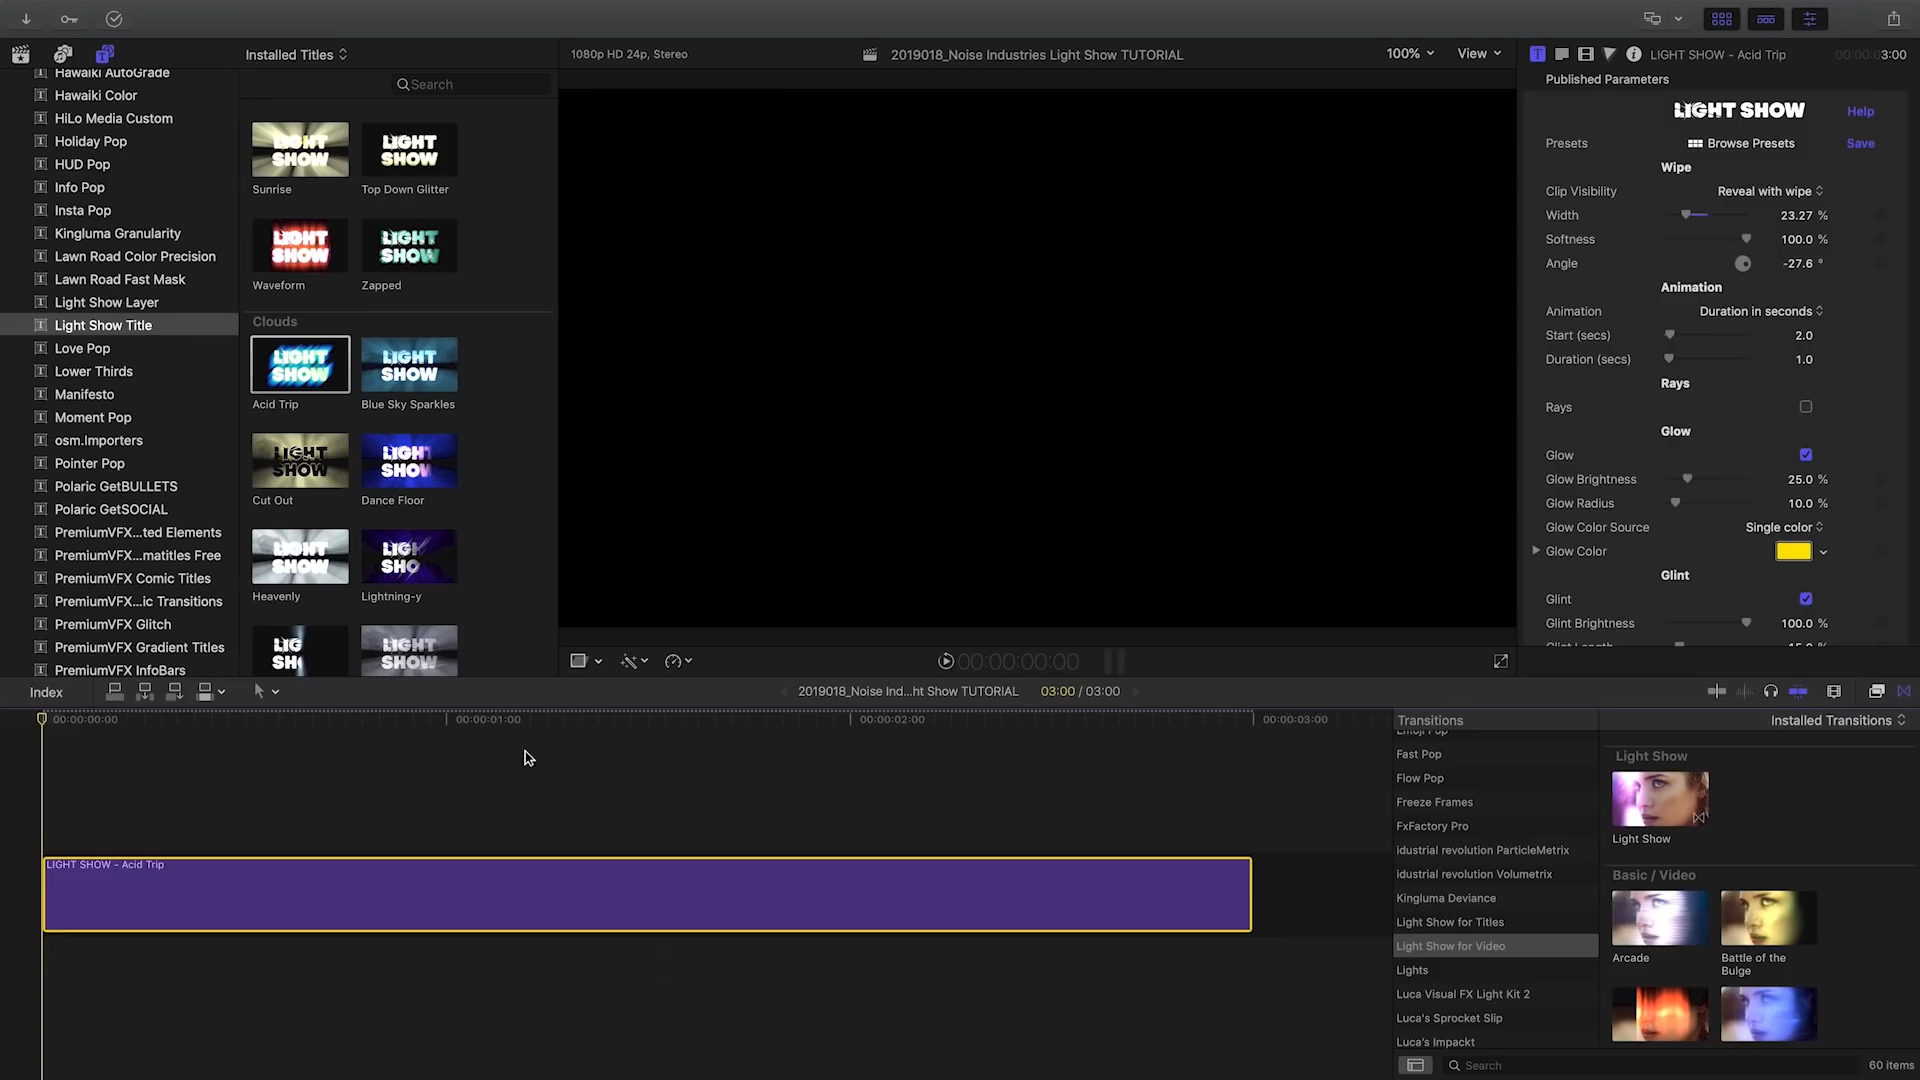 Installed Titles
1080p HD 24p, Stereo
2019018_Noise Industries Light Show TUTORIAL
100%
View
LIGHT SHOW - Acid Trip
00:00:03:00
Hawaiki AutoGrade
Hawaiki Color
HiLo Media Custom
Holiday Pop
HUD Pop
Info Pop
Insta Pop
Kingluma Granularity
Lawn Road Color Precision
Lawn Road Fast Mask
Light Show Layer
Light Show Title
Love Pop
Lower Thirds
Manifesto
Moment Pop
osm.Importers
Pointer Pop
Polaric GetBULLETS
Polaric GetSOCIAL
PremiumVFX...ted Elements
PremiumVFX...matitles Free
PremiumVFX Comic Titles
PremiumVFX...ic Transitions
PremiumVFX Glitch
PremiumVFX Gradient Titles
PremiumVFX InfoBars
Search
LIGHT SHOW
Sunrise
LIGHT SHOW
Top Down Glitter
LIGHT SHOW
Waveform
LIGHT SHOW
Zapped
Clouds
LIGHT SHOW
Acid Trip
LIGHT SHOW
Blue Sky Sparkles
LIGHT SHOW
Cut Out
LIGHT SHOW
Dance Floor
LIGHT SHOW
Heavenly
LIGH SHO
Lightning-y
LIG SH
LIGHT SHOW
00:00:00:00
Published Parameters
LIGHT SHOW
Help
Presets
Browse Presets
Save
Wipe
Clip Visibility
Reveal with wipe
Width
23.27 %
Softness
100.0 %
Angle
-27.6 °
Animation
Animation
Duration in seconds
Start (secs)
2.0
Duration (secs)
1.0
Rays
Rays
Glow
Glow
Glow Brightness
25.0 %
Glow Radius
10.0 %
Glow Color Source
Single color
Glow Color
Glint
Glint
Glint Brightness
100.0 %
Index
2019018_Noise Ind...ht Show TUTORIAL
03:00 / 03:00
00:00:00:00
00:00:01:00
00:00:02:00
00:00:03:00
LIGHT SHOW - Acid Trip
Transitions
Installed Transitions
Emoji Pop
Fast Pop
Flow Pop
Freeze Frames
FxFactory Pro
idustrial revolution ParticleMetrix
idustrial revolution Volumetrix
Kingluma Deviance
Light Show for Titles
Light Show for Video
Lights
Luca Visual FX Light Kit 2
Luca's Sprocket Slip
Luca's Impackt
Light Show
Light Show
Basic / Video
Arcade
Battle of the
Bulge
Search
60 items